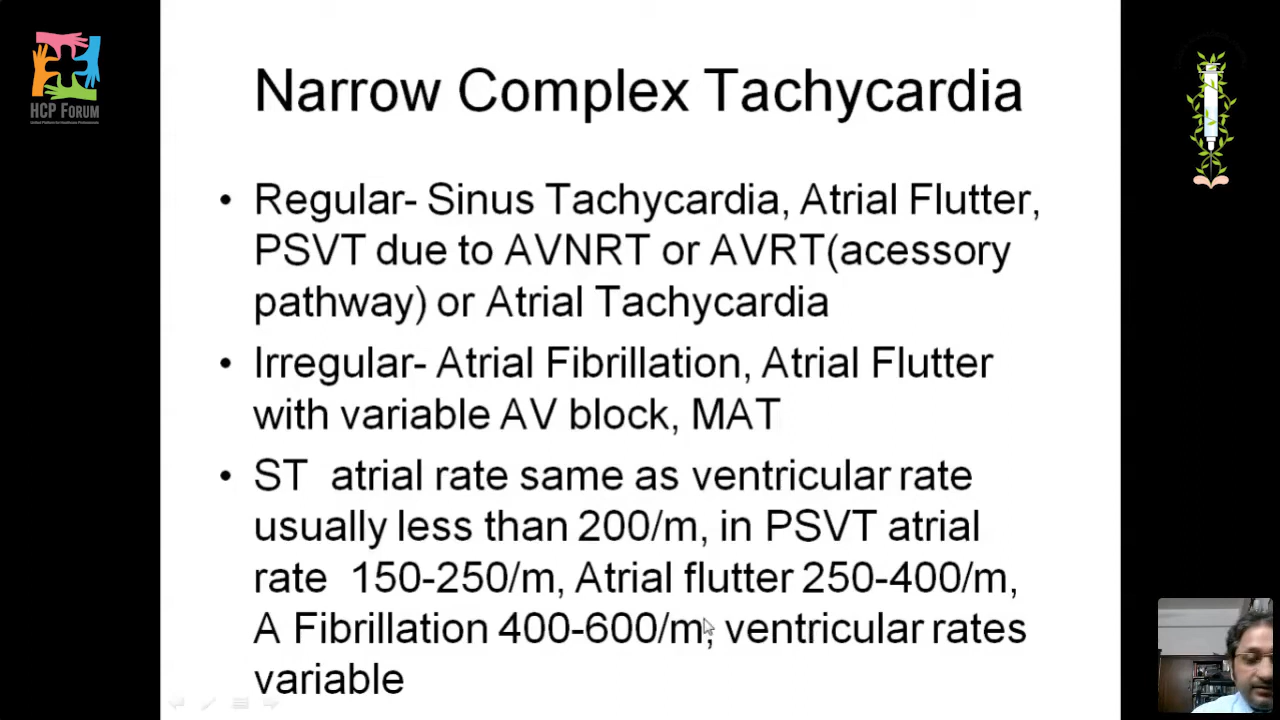 HCP FORUM
Narrow Complex Tachycardia
• Regular- Sinus Tachycardia, Atrial Flutter,
PSVT due to AVNRT or AVRT(acessory
pathway) or Atrial Tachycardia
• Irregular- Atrial Fibrillation, Atrial Flutter
with variable AV block, MAT
• ST atrial rate same as ventricular rate
usually less than 200/m, in PSVT atrial
rate 150-250/m, Atrial flutter 250-400/m,
A Fibrillation 400-600/m, ventricular rates
variable